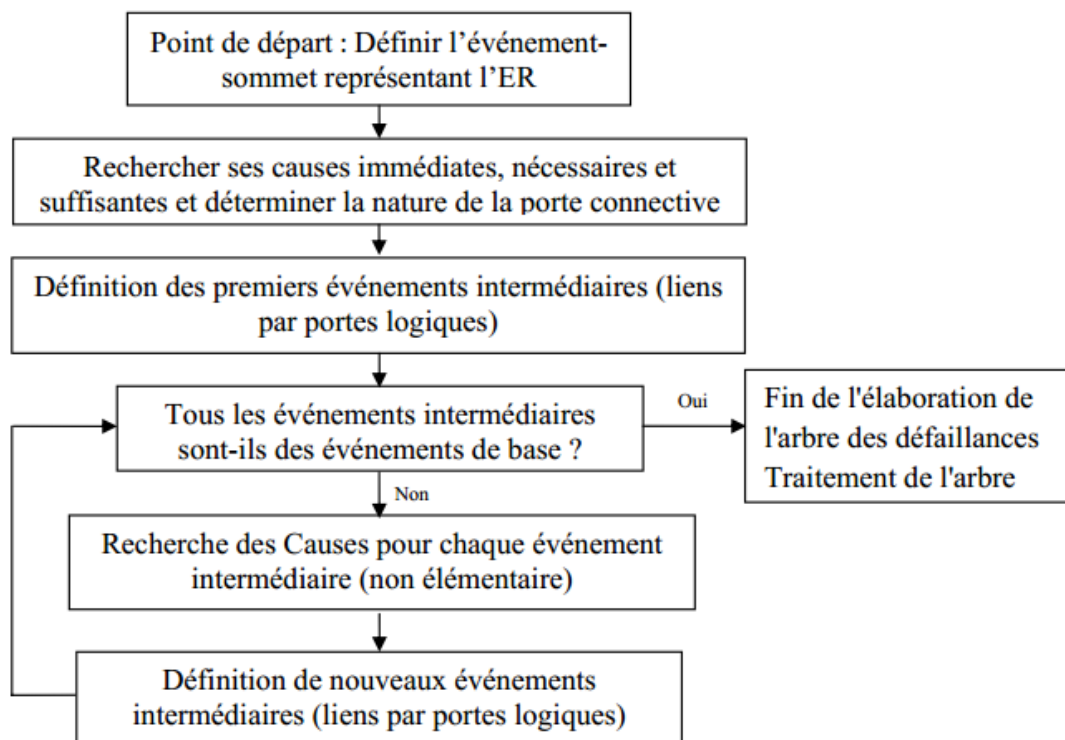 Point de départ : Définir l’événement-
sommet représentant l’ER
Rechercher ses causes immédiates, nécessaires et
suffisantes et déterminer la nature de la porte connective
Définition des premiers événements intermédiaires (liens
par portes logiques)
Tous les événements intermédiaires
sont-ils des événements de base ?
Oui
Fin de l'élaboration de
l'arbre des défaillances
Traitement de l'arbre
Non
Recherche des Causes pour chaque événement
intermédiaire (non élémentaire)
Définition de nouveaux événements
intermédiaires (liens par portes logiques)